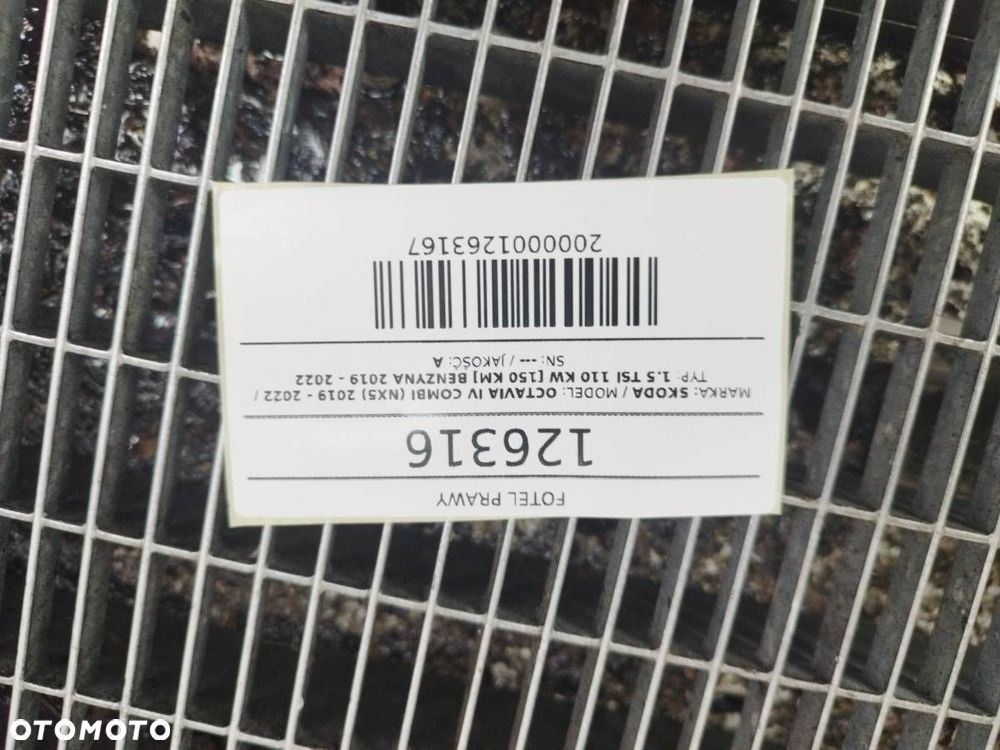 FOTEL PRAWY
126316
MARKA: SKODA / MODEL: OCTAVIA IV COMBI (NX5) 2019 - 2022 /
TYP: 1.5 TSI 110 KW [150 KM] BENZYNA 2019 - 2022
SN: --- / JAKOŚĆ: A
2000001263167
OTOMOTO